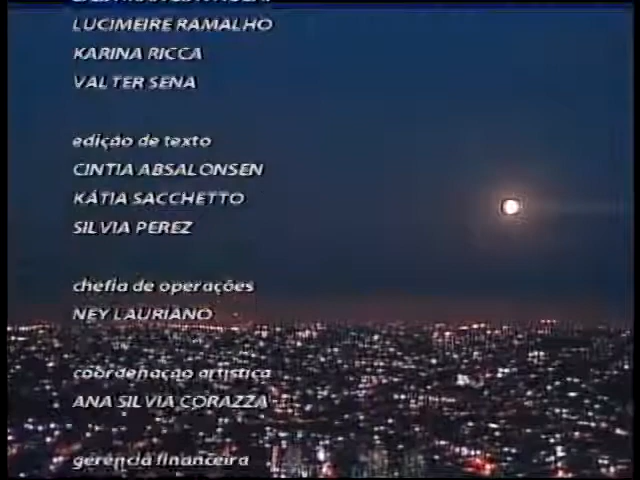 LUCIMEIRE RAMALHO
KARINA RICCA
VALTER SENA
edição de texto
CINTIA ABSALONSEN
KÁTIA SACCHETTO
SILVIA PEREZ
chefia de operações
NEY LAURIANO
coordenação artística
ANA SILVIA CORAZZA
gerência financeira